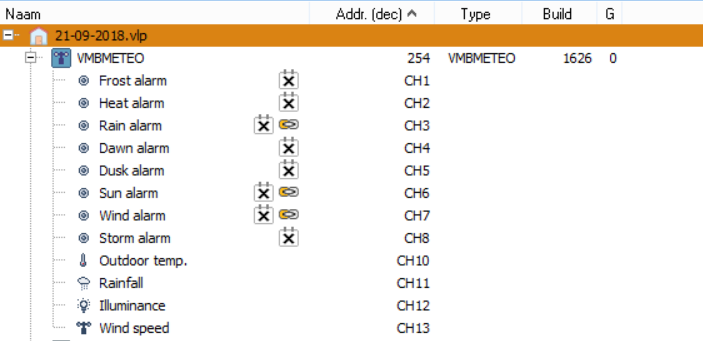 Naam Addr. (dec) Type Build G
21-09-2018.vlp
VMBMETEO 254 VMBMETEO 1626 0
Frost alarm CH1
Heat alarm CH2
Rain alarm CH3
Dawn alarm CH4
Dusk alarm CH5
Sun alarm CH6
Wind alarm CH7
Storm alarm CH8
Outdoor temp. CH10
Rainfall CH11
Illuminance CH12
Wind speed CH13